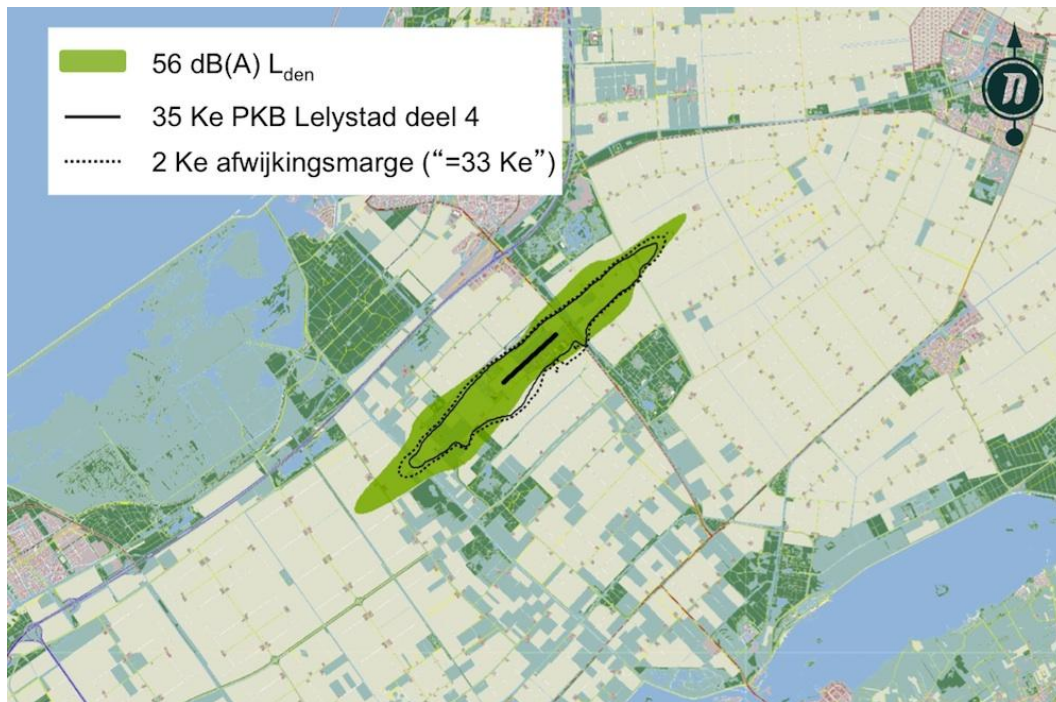 56 dB(A) Lden
35 Ke PKB Lelystad deel 4
2 Ke afwijkingsmarge (“=33 Ke”)